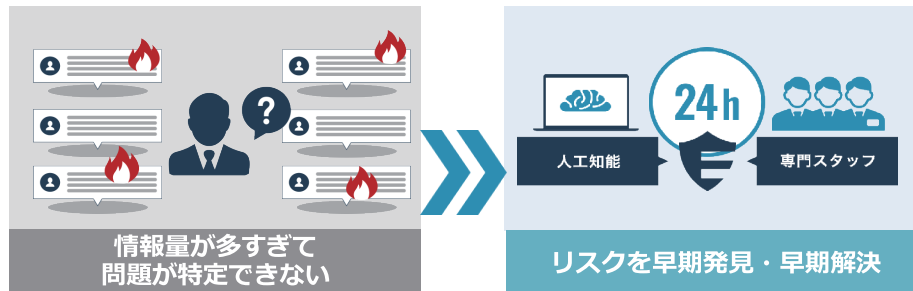 ?
情報量が多すぎて
問題が特定できない
24h
人工知能
専門スタッフ
リスクを早期発見・早期解決